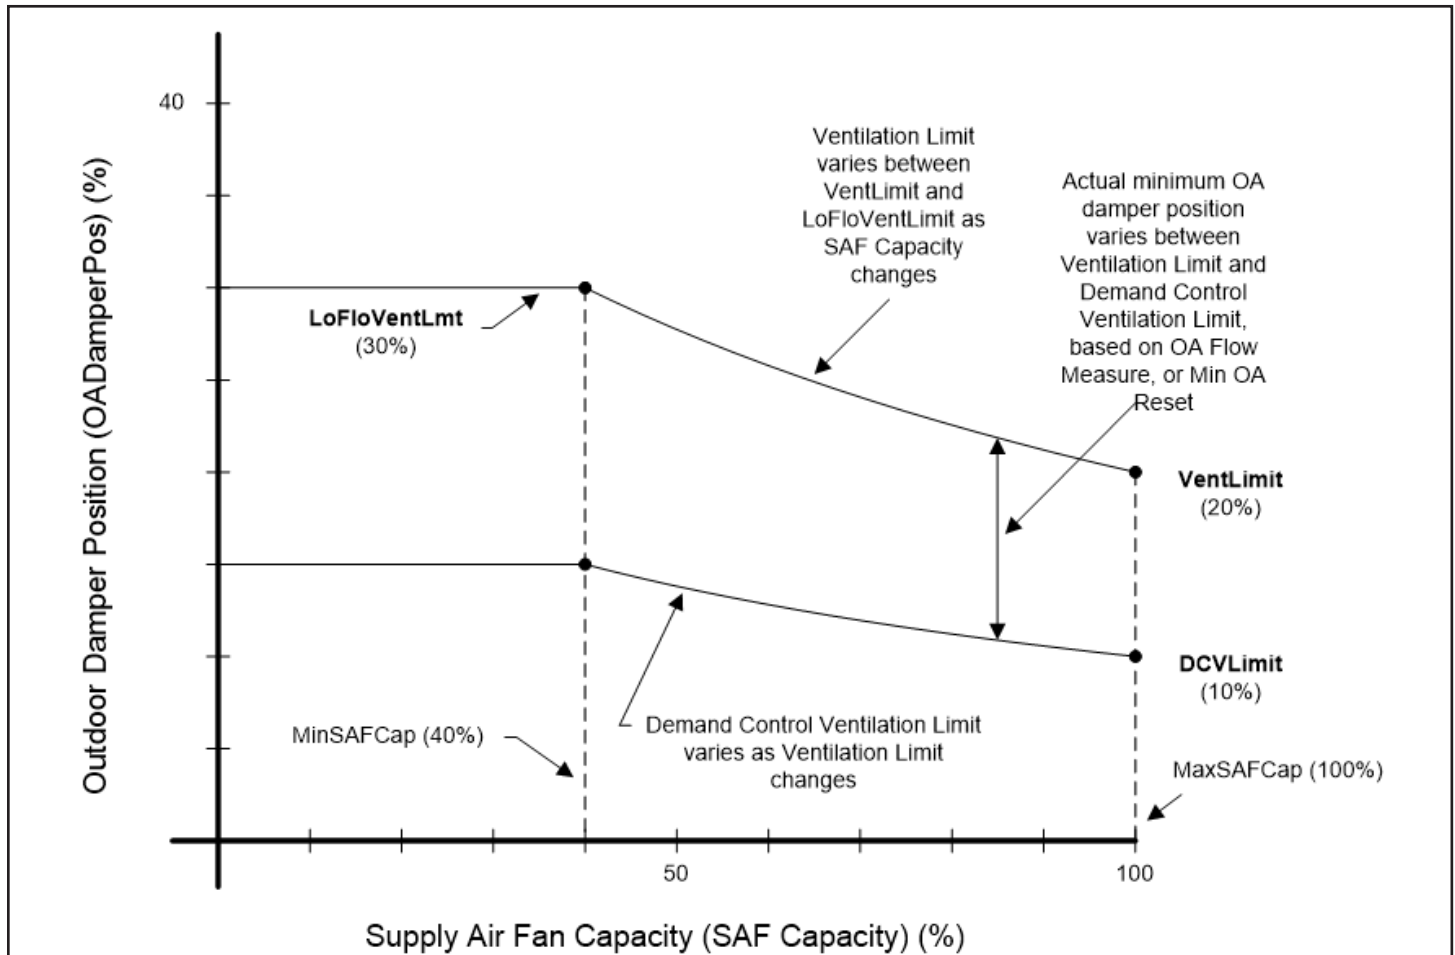 40
Outdoor Damper Position (OADamperPos) (%)
Ventilation Limit
varies between
VentLimit and
LoFloVentLimit as
SAF Capacity
changes
Actual minimum OA
damper position
varies between
Ventilation Limit and
Demand Control
Ventilation Limit,
based on OA Flow
Measure, or Min OA
Reset
LoFloVentLmt
(30%)
VentLimit
(20%)
DCVLimit
(10%)
MinSAFCap (40%)
Demand Control Ventilation Limit
varies as Ventilation Limit
changes
MaxSAFCap (100%)
50
100
Supply Air Fan Capacity (SAF Capacity) (%)